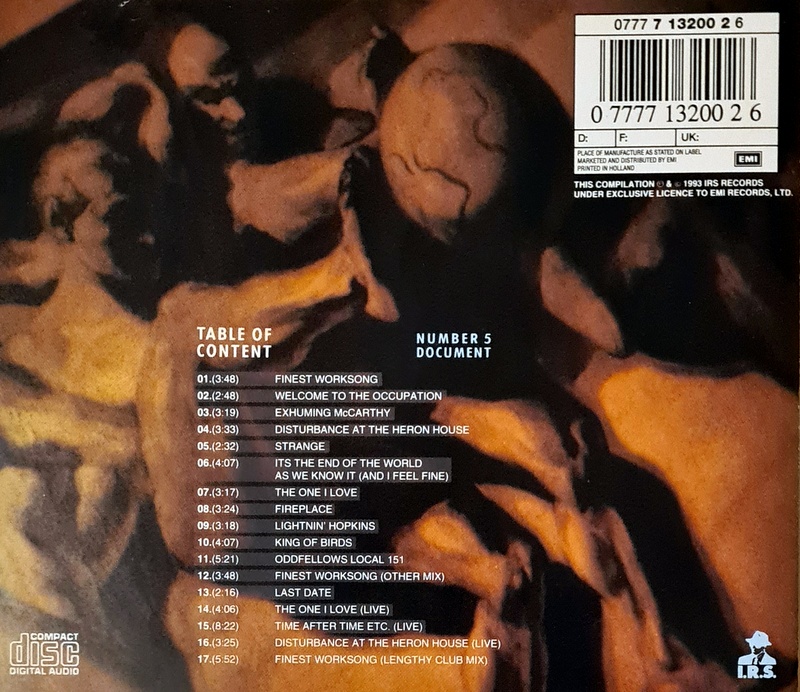 0777 7 13200 2 6
0 7777 13200 2 6
D: F: UK:
PLACE OF MANUFACTURE AS STATED ON LABEL
MARKETED AND DISTRIBUTED BY EMI
PRINTED IN HOLLAND
EMI
THIS COMPILATION ℗ & © 1993 IRS RECORDS
UNDER EXCLUSIVE LICENCE TO EMI RECORDS, LTD.
TABLE OF
CONTENT
NUMBER 5
DOCUMENT
01.(3:48) FINEST WORKSONG
02.(2:48) WELCOME TO THE OCCUPATION
03.(3:19) EXHUMING McCARTHY
04.(3:33) DISTURBANCE AT THE HERON HOUSE
05.(2:32) STRANGE
06.(4:07) ITS THE END OF THE WORLD
AS WE KNOW IT (AND I FEEL FINE)
07.(3:17) THE ONE I LOVE
08.(3:24) FIREPLACE
09.(3:18) LIGHTNIN' HOPKINS
10.(4:07) KING OF BIRDS
11.(5:21) ODDFELLOWS LOCAL 151
12.(3:48) FINEST WORKSONG (OTHER MIX)
13.(2:16) LAST DATE
14.(4:06) THE ONE I LOVE (LIVE)
15.(8:22) TIME AFTER TIME ETC. (LIVE)
16.(3:25) DISTURBANCE AT THE HERON HOUSE (LIVE)
17.(5:52) FINEST WORKSONG (LENGTHY CLUB MIX)
COMPACT
disc
DIGITAL AUDIO
I.R.S.